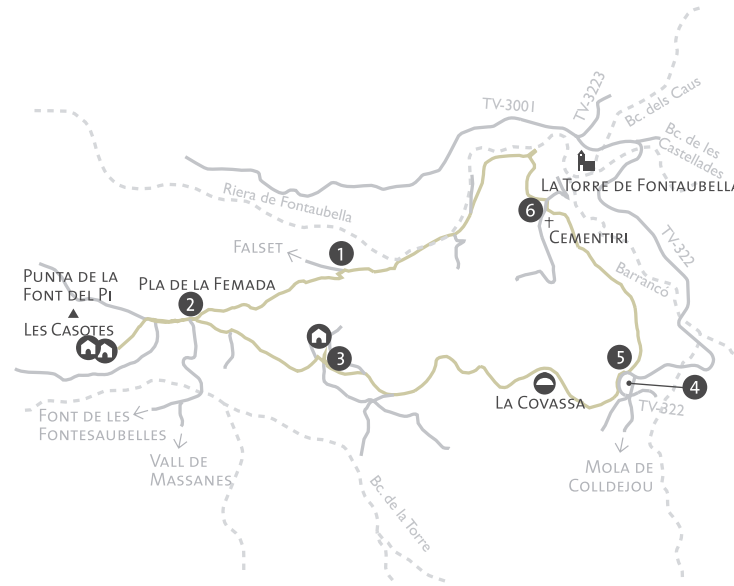 TV-3001
TV-3223
Bc. dels Caus
Bc. de les
Castellades
LA TORRE DE FONTAUBELLA
Riera de Fontaubella
6
CEMENTIRI
TV-322
Barrancó
FALSET
1
PUNTA DE LA
FONT DEL PI
PLA DE LA FEMADA
2
LES CASOTES
3
5
4
LA COVASSA
TV-322
FONT DE LES
FONTESAUBELLES
VALL DE
MASSANES
MOLA DE
COLLDEJOU
Bc. de la Torre